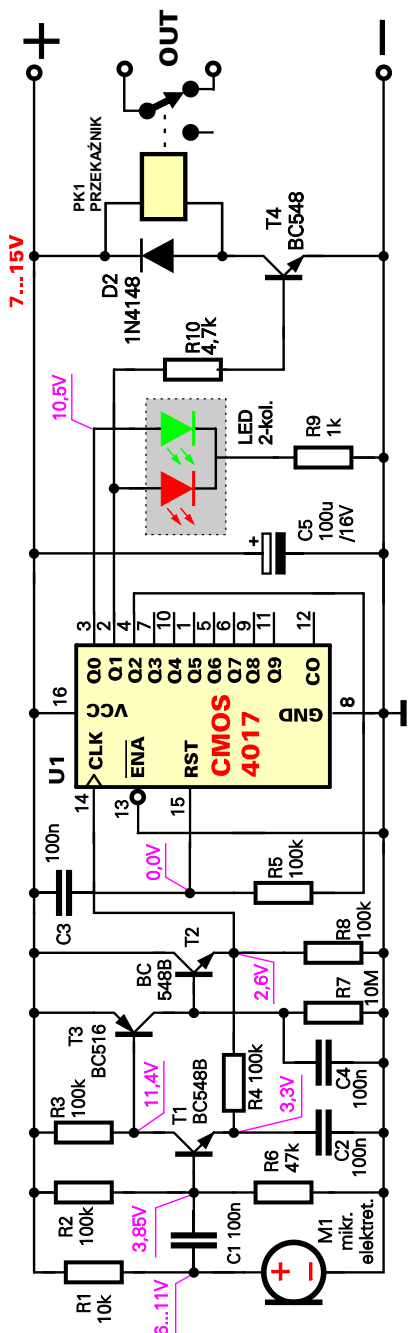 7...15V
+
−
OUT
PK1
PRZEKAŹNIK
D2
1N4148
T4
BC548
R10
4,7k
10,5V
LED
2-kol.
R9
1k
+
C5
100u
/16V
U1
16
VCC
14
CLK
13
ENA
15
RST
CMOS
4017
GND
8
3
Q0
2
Q1
4
Q2
7
Q3
10
Q4
1
Q5
5
Q6
6
Q7
9
Q8
11
Q9
12
CO
100n
C3
0,0V
R5
100k
T2
BC
548B
2,6V
R8
100k
T3
BC516
R7
10M
R3
100k
11,4V
T1
BC548B
R4 100k
3,3V
C4
100n
C2
100n
R2
100k
3,85V
R6
47k
C1 100n
R1
10k
6...11V
+
−
M1
mikr.
elektret.